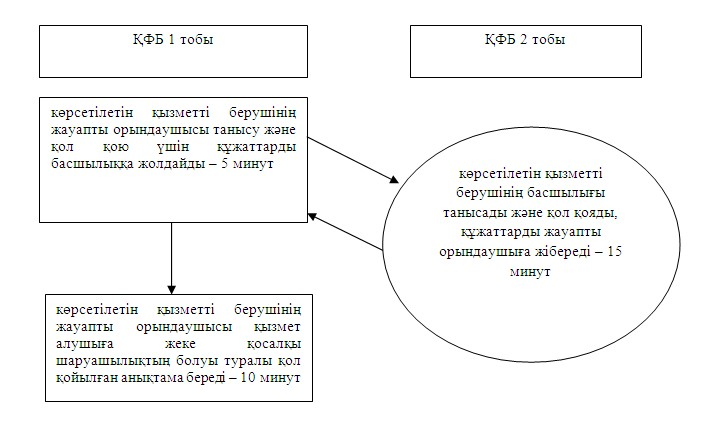 ҚФБ 1 тобы
ҚФБ 2 тобы
көрсетілетін қызметті берушінің
жауапты орындаушысы танысу және
қол қою үшін құжаттарды
басшылыққа жолдайды – 5 минут
көрсетілетін қызметті
берушінің басшылығы
танысады және қол қояды,
құжаттарды жауапты
орындаушыға жібереді – 15
минут
көрсетілетін қызметті берушінің
жауапты орындаушысы қызмет
алушыға жеке қосалқы
шаруашылықтың болуы туралы қол
қойылған анықтама береді – 10 минут